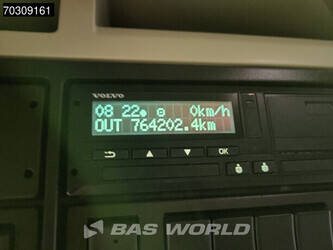 70309161
VOLVO
08 22 0km/h
OUT 764202.4km
OK
BAS WORLD